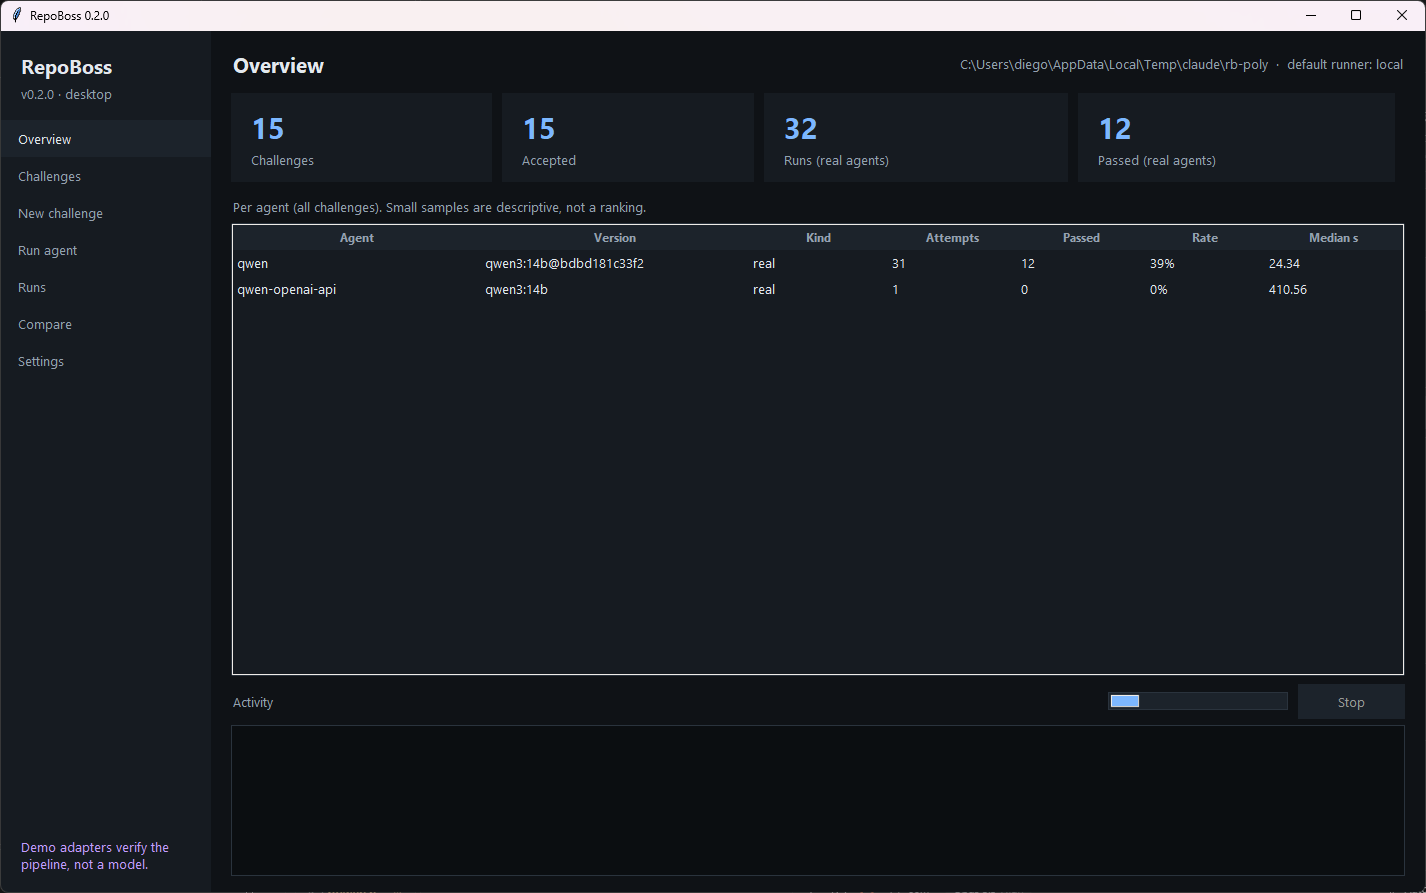 RepoBoss 0.2.0
RepoBoss
v0.2.0 · desktop
Overview
Challenges
New challenge
Run agent
Runs
Compare
Settings
Demo adapters verify the
pipeline, not a model.
Overview
C:\Users\diego\AppData\Local\Temp\claude\rb-poly · default runner: local
15
Challenges
15
Accepted
32
Runs (real agents)
12
Passed (real agents)
Per agent (all challenges). Small samples are descriptive, not a ranking.
Agent Version Kind Attempts Passed Rate Median s
qwen qwen3:14b@bdbd181c33f2 real 31 12 39% 24.34
qwen-openai-api qwen3:14b real 1 0 0% 410.56
Activity
Stop